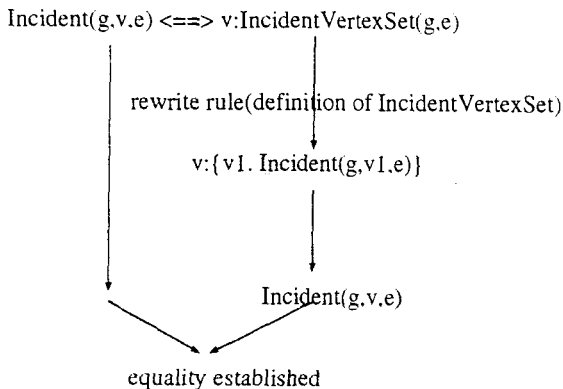 Incident(g,v,e) <==> v:IncidentVertexSet(g,e)
rewrite rule(definition of IncidentVertexSet)
v:{v1. Incident(g,v1,e)}
Incident(g,v,e)
equality established